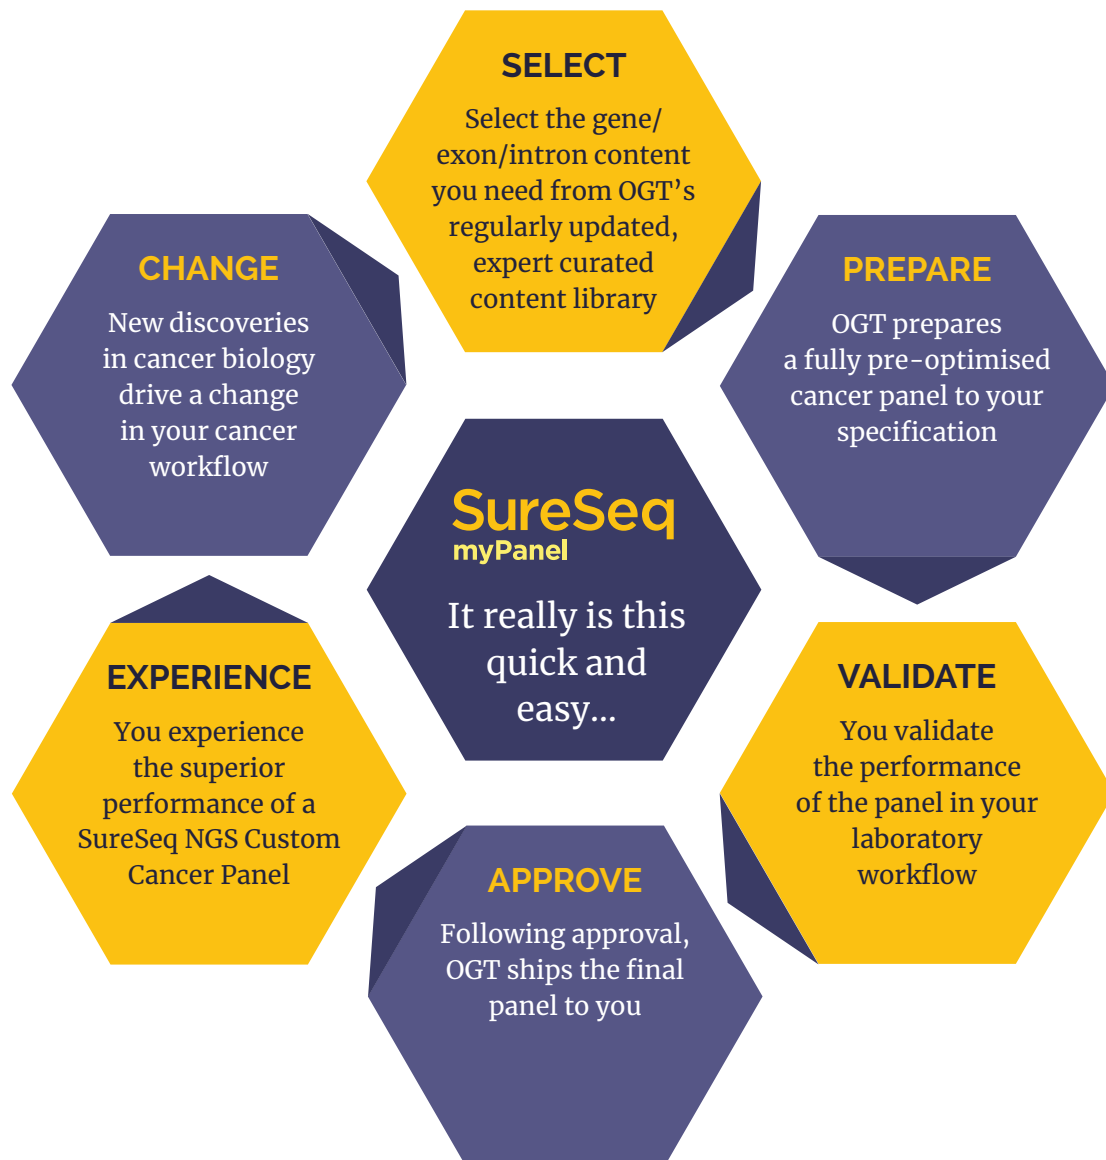 SELECT
Select the gene/
exon/intron content
you need from OGT’s
regularly updated,
expert curated
content library
PREPARE
OGT prepares
a fully pre-optimised
cancer panel to your
specification
VALIDATE
You validate
the performance
of the panel in your
laboratory
workflow
APPROVE
Following approval,
OGT ships the final
panel to you
EXPERIENCE
You experience
the superior
performance of a
SureSeq NGS Custom
Cancer Panel
CHANGE
New discoveries
in cancer biology
drive a change
in your cancer
workflow
SureSeq
myPanel
It really is this
quick and
easy...